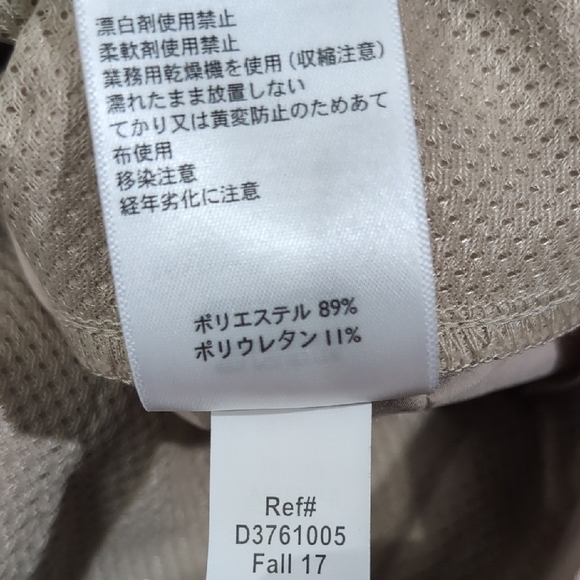 漂白剤使用禁止
柔軟剤使用禁止
業務用乾燥機を使用（収縮注意）
濡れたまま放置しない
てかり又は黄変防止のためあて
布使用
移染注意
経年劣化に注意
ポリエステル 89%
ポリウレタン 11%
Ref#
D3761005
Fall 17